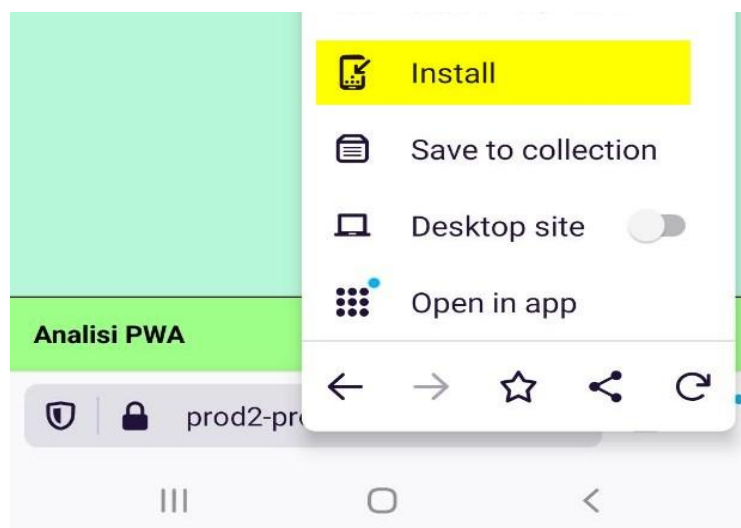 Install
Save to collection
Desktop site
Open in app
Analisi PWA
prod2-pr